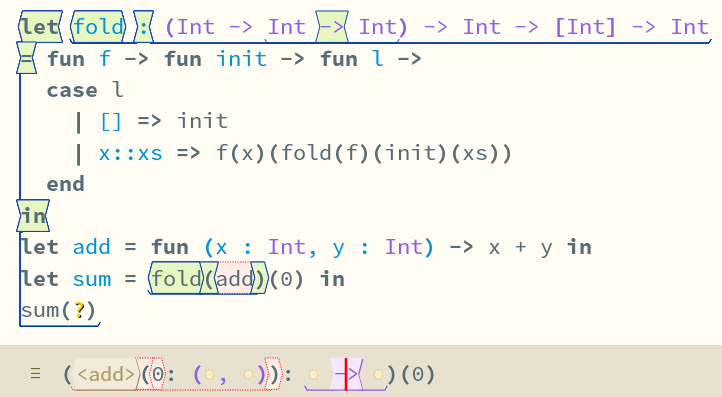 let fold : (Int -> Int -> Int) -> Int -> [Int] -> Int
= fun f -> fun init -> fun l ->
case l
| [] => init
| x::xs => f(x)(fold(f)(init)(xs))
end
in
let add = fun (x : Int, y : Int) -> x + y in
let sum = fold(add)(0) in
sum(?)
≡ (<add>(0: ( , )): -> )(0)